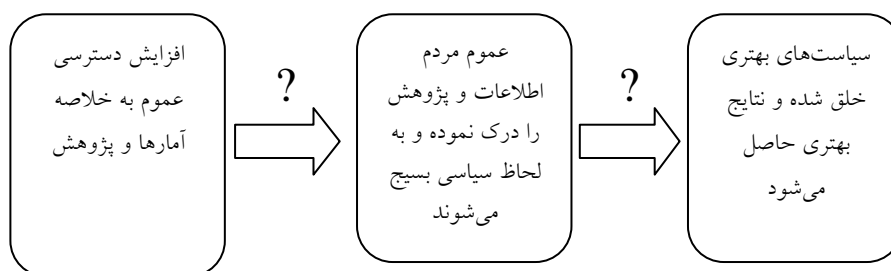 افزایش دسترسی
عموم به خلاصه
آمارها و پژوهش
?
عموم مردم
اطلاعات و پژوهش
را درک نموده و به
لحاظ سیاسی بسیج
می‌شوند
?
سیاست‌های بهتری
خلق شده و نتایج
بهتری حاصل
می‌شود